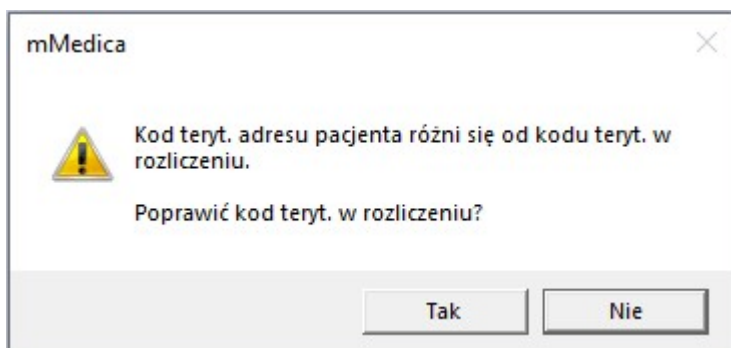 mMedica
Kod teryt. adresu pacjenta różni się od kodu teryt. w
rozliczeniu.
Poprawić kod teryt. w rozliczeniu?
Tak
Nie